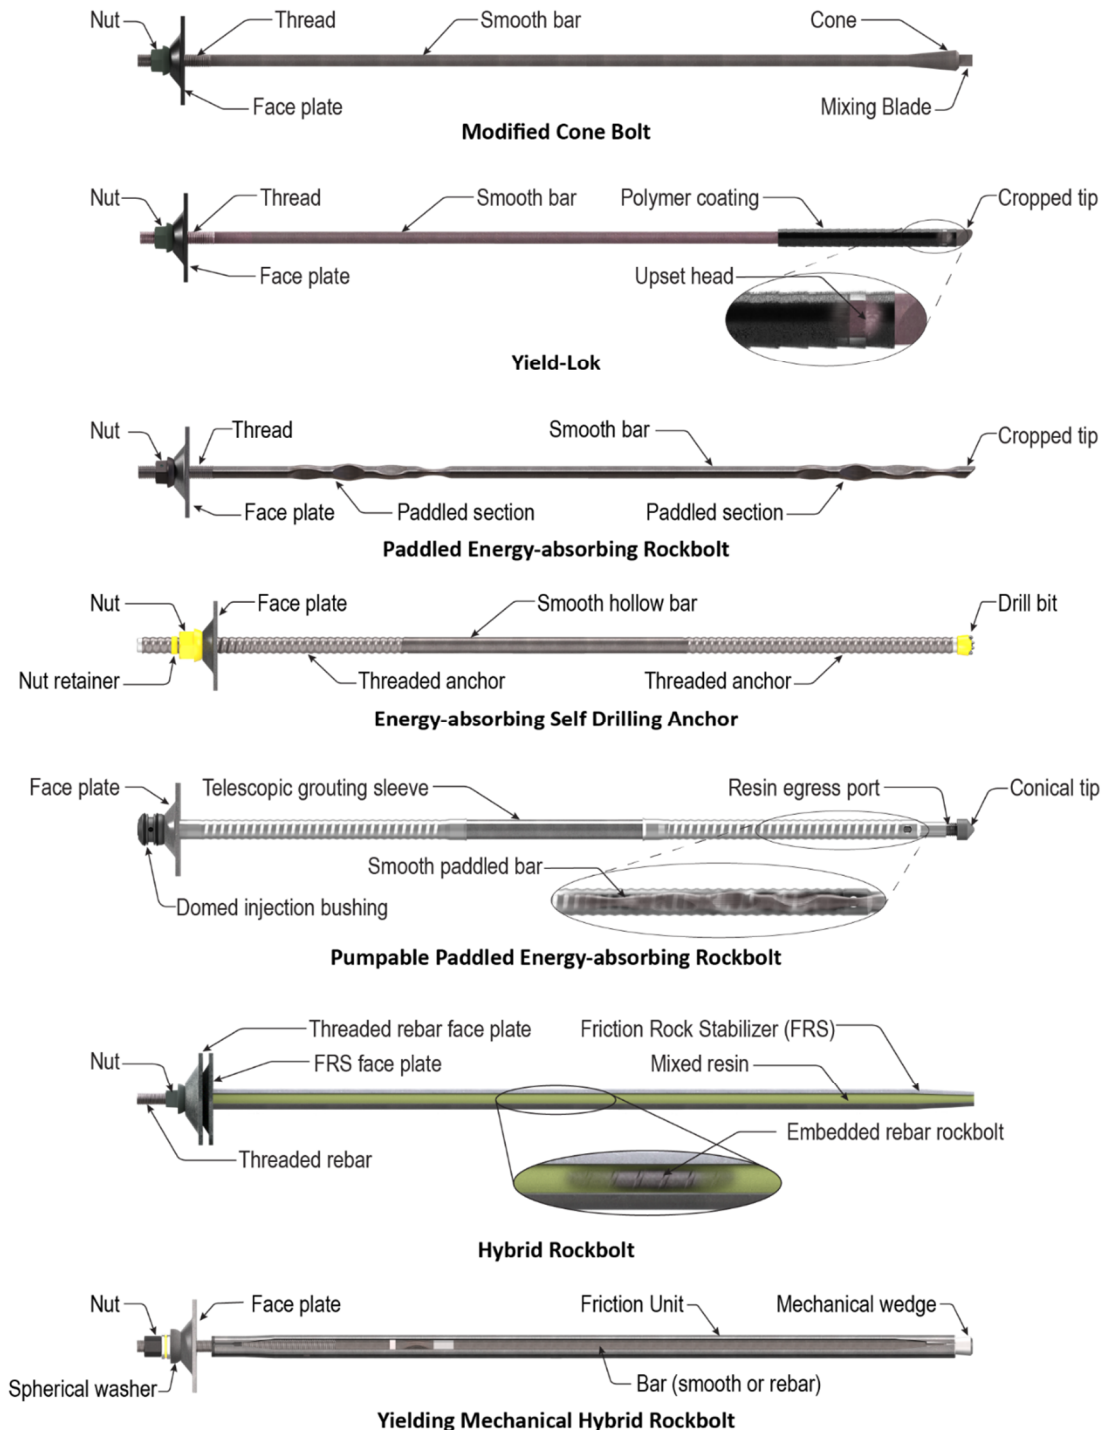 Nut
Thread
Smooth bar
Cone
Face plate
Mixing Blade
Modified Cone Bolt
Nut
Thread
Smooth bar
Polymer coating
Cropped tip
Face plate
Upset head
Yield-Lok
Nut
Thread
Smooth bar
Cropped tip
Face plate
Paddled section
Paddled section
Paddled Energy-absorbing Rockbolt
Nut
Face plate
Smooth hollow bar
Drill bit
Nut retainer
Threaded anchor
Threaded anchor
Energy-absorbing Self Drilling Anchor
Face plate
Telescopic grouting sleeve
Resin egress port
Conical tip
Smooth paddled bar
Domed injection bushing
Pumpable Paddled Energy-absorbing Rockbolt
Threaded rebar face plate
Friction Rock Stabilizer (FRS)
Nut
FRS face plate
Mixed resin
Embedded rebar rockbolt
Threaded rebar
Hybrid Rockbolt
Nut
Face plate
Friction Unit
Mechanical wedge
Spherical washer
Bar (smooth or rebar)
Yielding Mechanical Hybrid Rockbolt